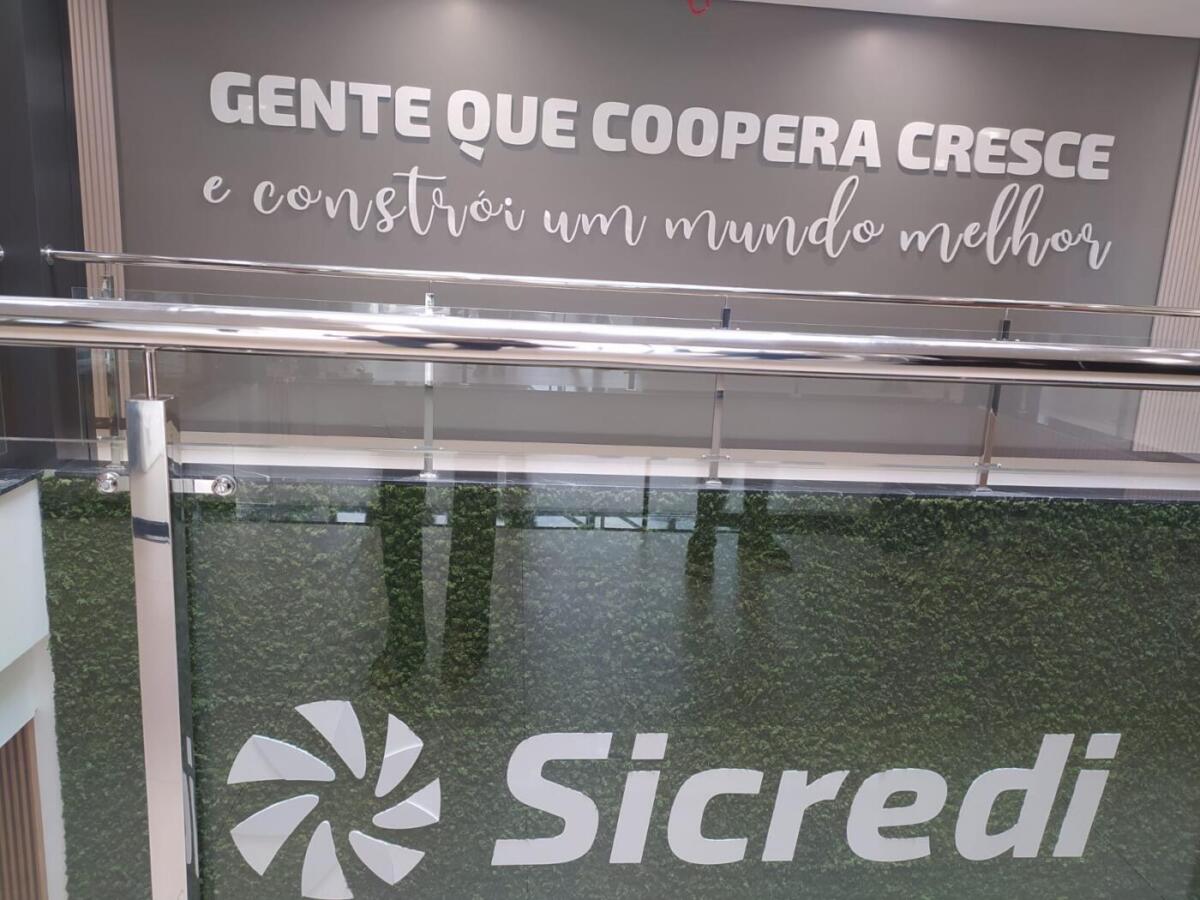 GENTE QUE COOPERA CRESCE
e constrói um mundo melhor
Sicredi